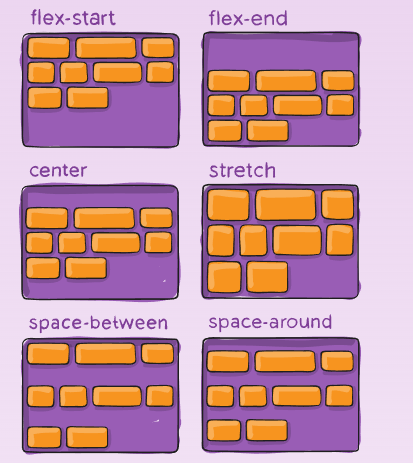 flex-start
flex-end
center
stretch
space-between
space-around